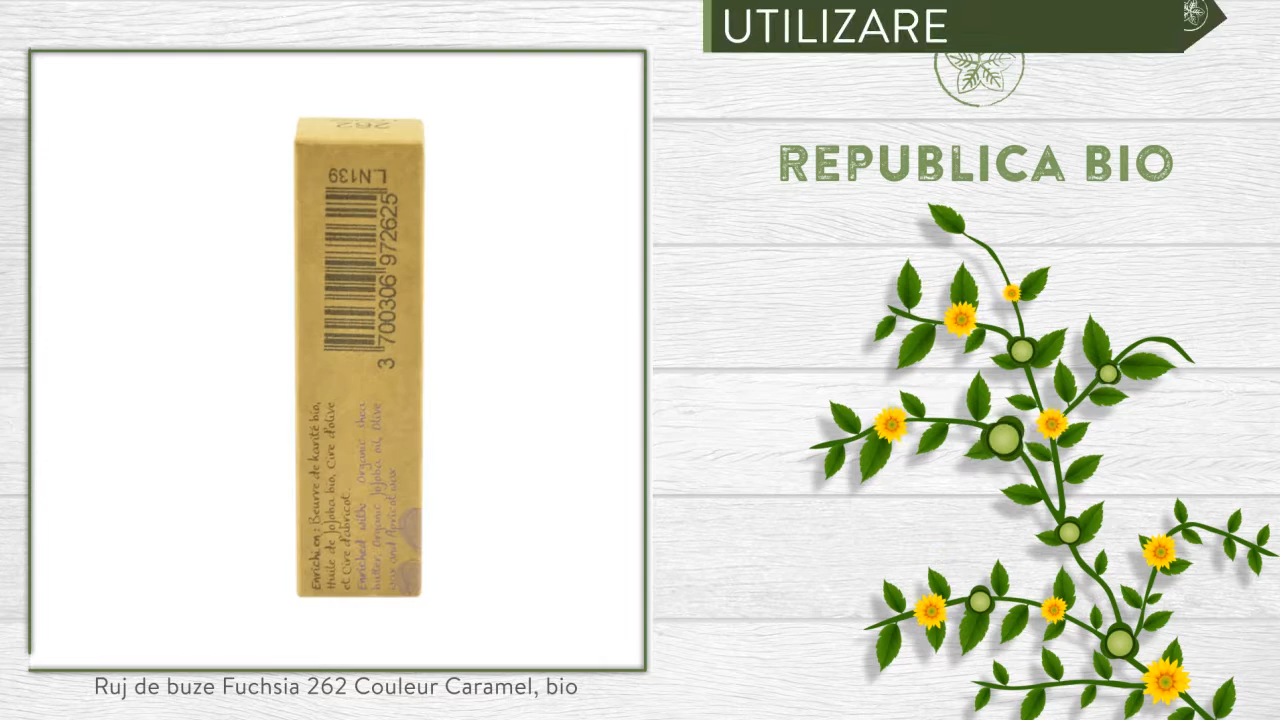 UTILIZARE
REPUBLICA BIO
262
L.N139
3 700306 972625
Enrichi en : Beurre de karité bio,
Huile de Jojoba bio, Cire d'olive
et Cire d'abricot.
Enriched with: Organic shea
butter, Organic Jojoba oil, Olive
wax and Apricot wax
Ruj de buze Fuchsia 262 Couleur Caramel, bio